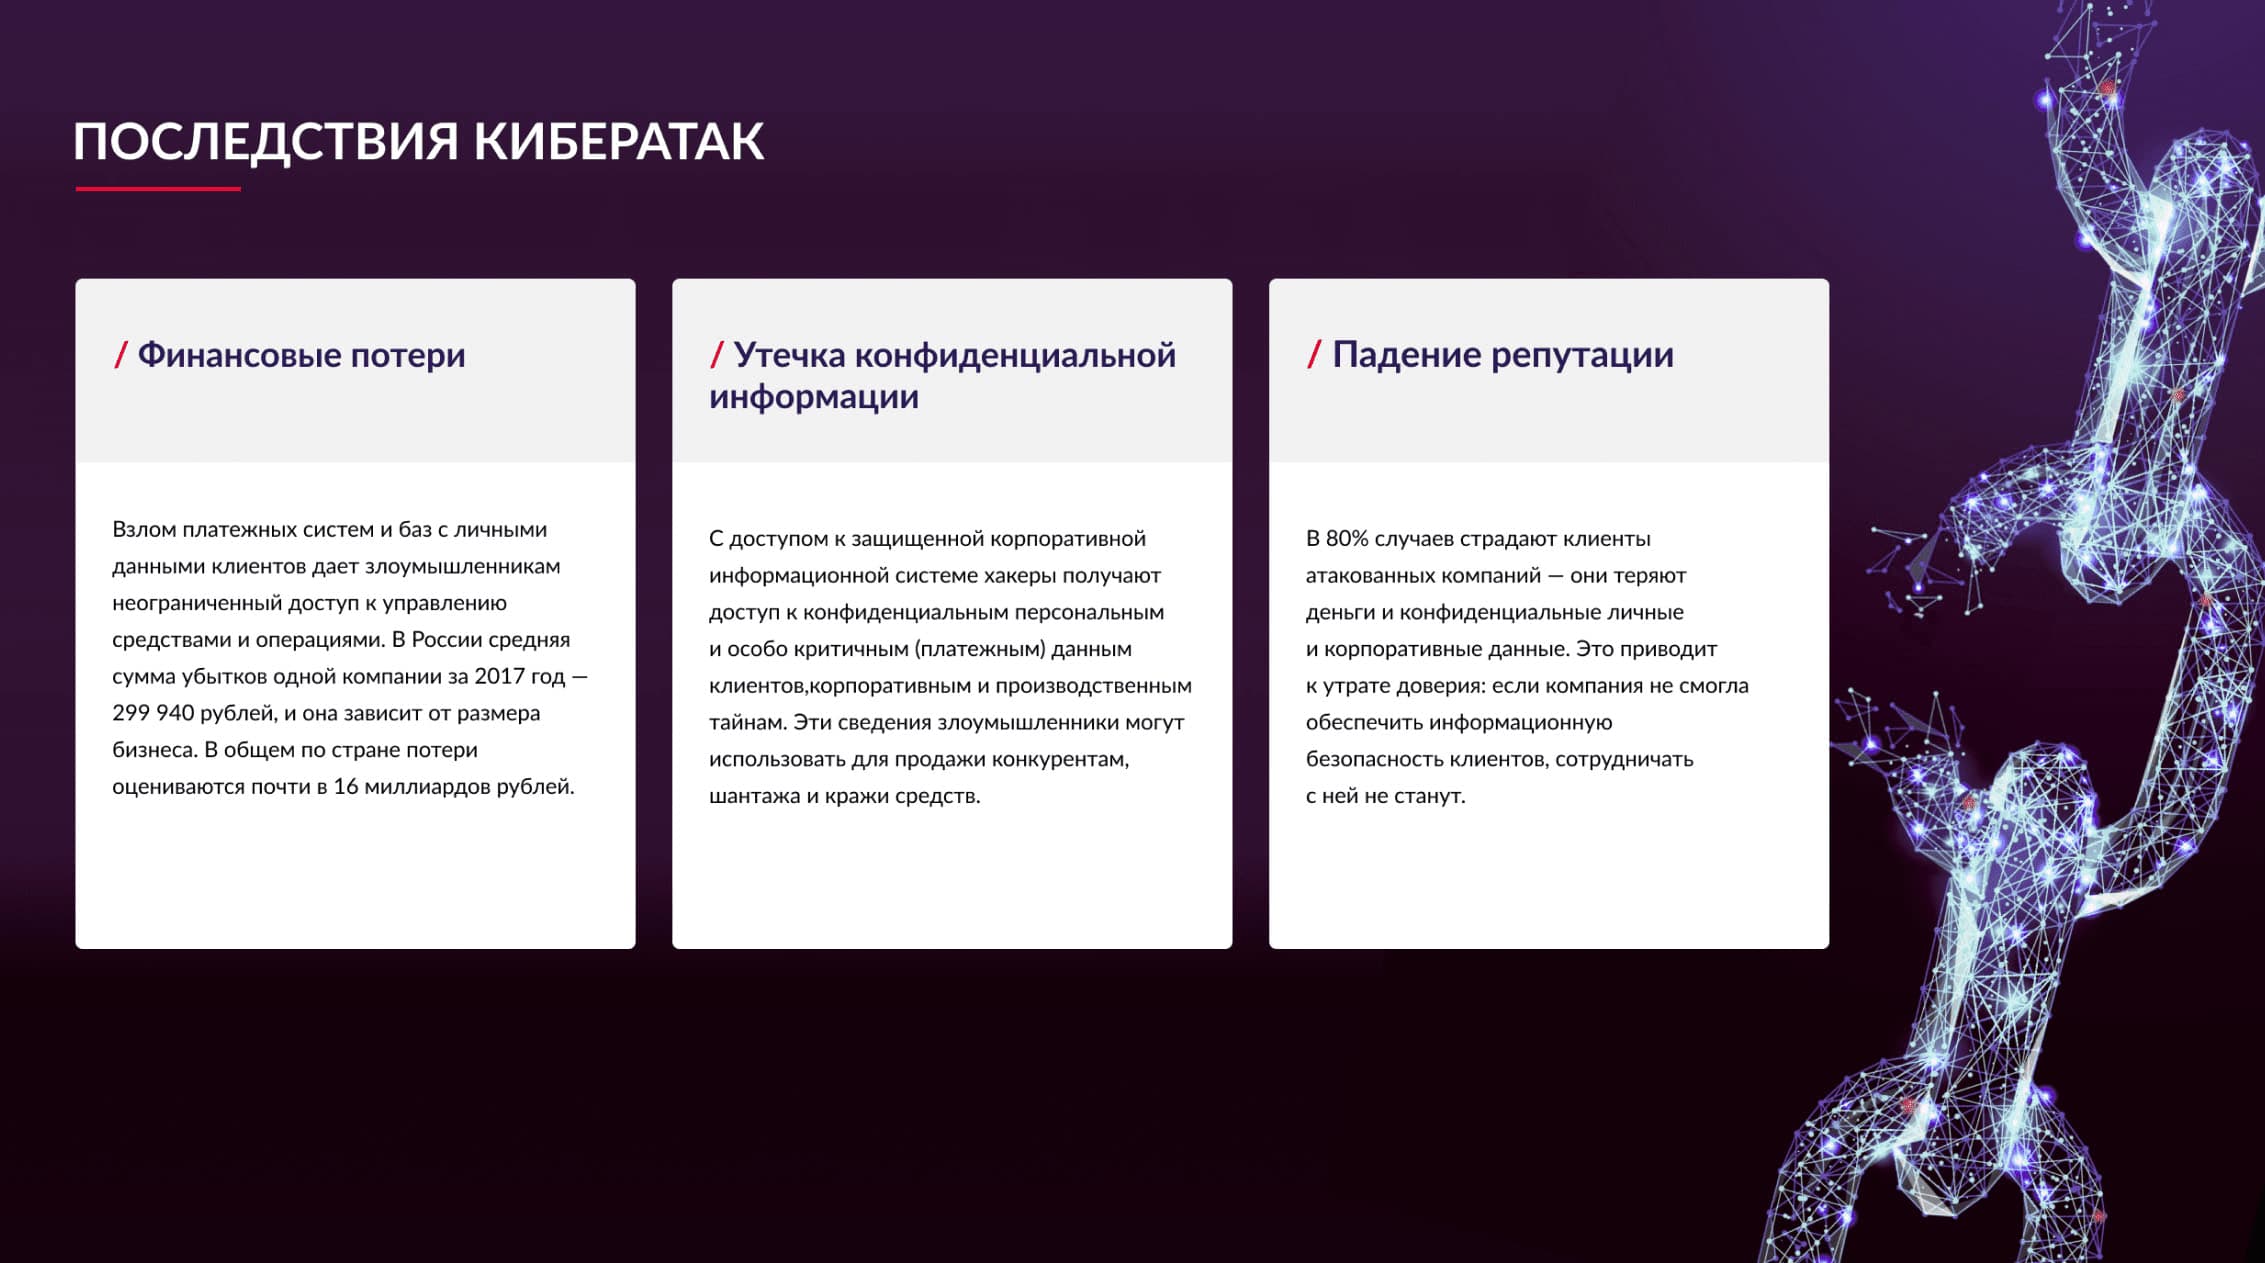 ПОСЛЕДСТВИЯ КИБЕРАТАК
/ Финансовые потери
Взлом платежных систем и баз с личными
данными клиентов дает злоумышленникам
неограниченный доступ к управлению
средствами и операциями. В России средняя
сумма убытков одной компании за 2017 год —
299 940 рублей, и она зависит от размера
бизнеса. В общем по стране потери
оцениваются почти в 16 миллиардов рублей.
/ Утечка конфиденциальной
информации
С доступом к защищенной корпоративной
информационной системе хакеры получают
доступ к конфиденциальным персональным
и особо критичным (платежным) данным
клиентов,корпоративным и производственным
тайнам. Эти сведения злоумышленники могут
использовать для продажи конкурентам,
шантажа и кражи средств.
/ Падение репутации
В 80% случаев страдают клиенты
атакованных компаний — они теряют
деньги и конфиденциальные личные
и корпоративные данные. Это приводит
к утрате доверия: если компания не смогла
обеспечить информационную
безопасность клиентов, сотрудничать
с ней не станут.